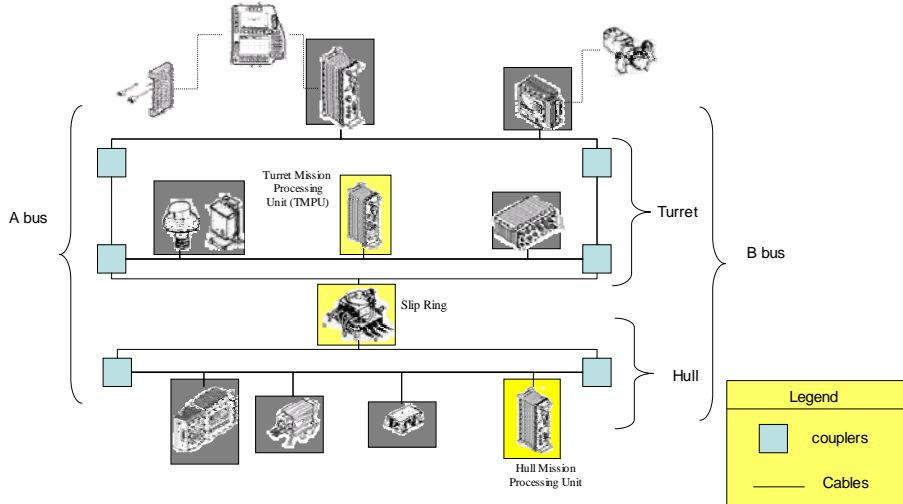 Turret Mission
Processing
Unit (TMPU)
A bus
Turret
B bus
Slip Ring
Hull
Hull Mission
Processing Unit
Legend
couplers
Cables